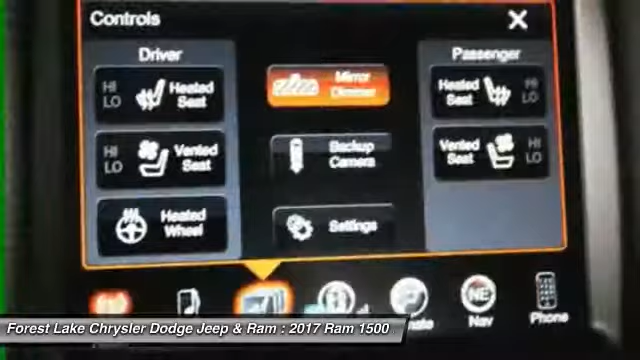 Controls
Driver
Passenger
HI
LO
Heated
Seat
Mirror
Dimmer
Heated
Seat
HI
LO
HI
LO
Vented
Seat
Backup
Camera
Vented
Seat
HI
LO
Heated
Wheel
Settings
NE
Nav
Phone
Forest Lake Chrysler Dodge Jeep & Ram : 2017 Ram 1500